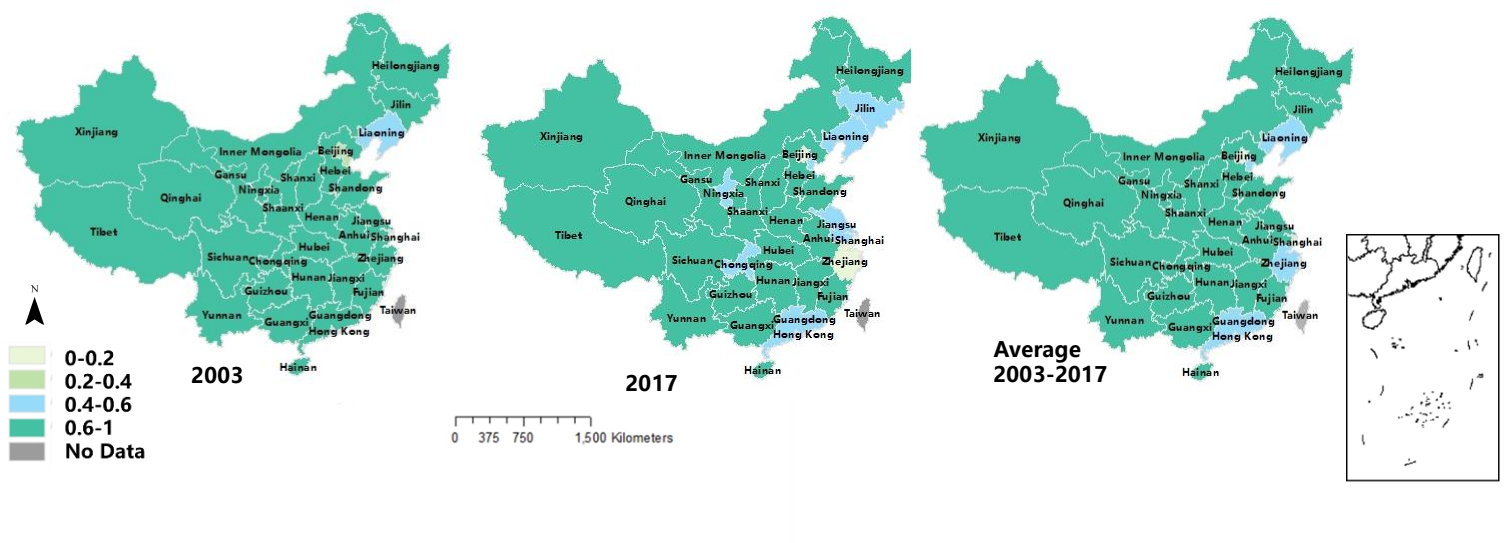 Heilongjiang
Jilin
Liaoning
Xinjiang
Inner Mongolia
Beijing
Hebei
Gansu
Ningxia
Shanxi
Shandong
Qinghai
Shaanxi
Henan
Jiangsu
Tibet
Anhui
Shanghai
Hubei
Sichuan
Chongqing
Zhejiang
Hunan
Jiangxi
Guizhou
Fujian
Yunnan
Guangxi
Guangdong
Taiwan
Hong Kong
Hainan
2003
Heilongjiang
Jilin
Liaoning
Xinjiang
Inner Mongolia
Beijing
Hebei
Gansu
Ningxia
Shanxi
Shandong
Qinghai
Shaanxi
Henan
Jiangsu
Tibet
Anhui
Shanghai
Hubei
Sichuan
Chongqing
Zhejiang
Hunan
Jiangxi
Guizhou
Fujian
Yunnan
Guangxi
Guangdong
Taiwan
Hong Kong
Hainan
2017
Heilongjiang
Jilin
Liaoning
Xinjiang
Inner Mongolia
Beijing
Hebei
Gansu
Ningxia
Shanxi
Shandong
Qinghai
Shaanxi
Henan
Jiangsu
Tibet
Anhui
Shanghai
Hubei
Sichuan
Chongqing
Zhejiang
Hunan
Jiangxi
Guizhou
Fujian
Yunnan
Guangxi
Guangdong
Taiwan
Hong Kong
Hainan
Average
2003-2017
N
0-0.2
0.2-0.4
0.4-0.6
0.6-1
No Data
0 375 750 1,500 Kilometers